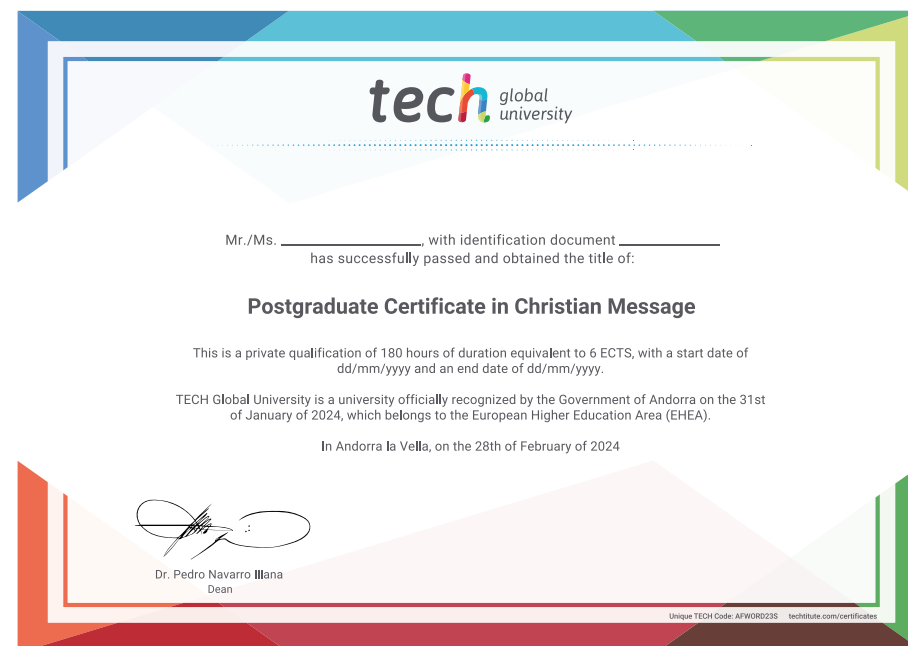 tech global
university
Mr./Ms. ____________________, with identification document ______________
has successfully passed and obtained the title of:
Postgraduate Certificate in Christian Message
This is a private qualification of 180 hours of duration equivalent to 6 ECTS, with a start date of
dd/mm/yyyy and an end date of dd/mm/yyyy.
TECH Global University is a university officially recognized by the Government of Andorra on the 31st
of January of 2024, which belongs to the European Higher Education Area (EHEA).
In Andorra la Vella, on the 28th of February of 2024
Dr. Pedro Navarro Illana
Dean
Unique TECH Code: AFWORD23S techtitute.com/certificates